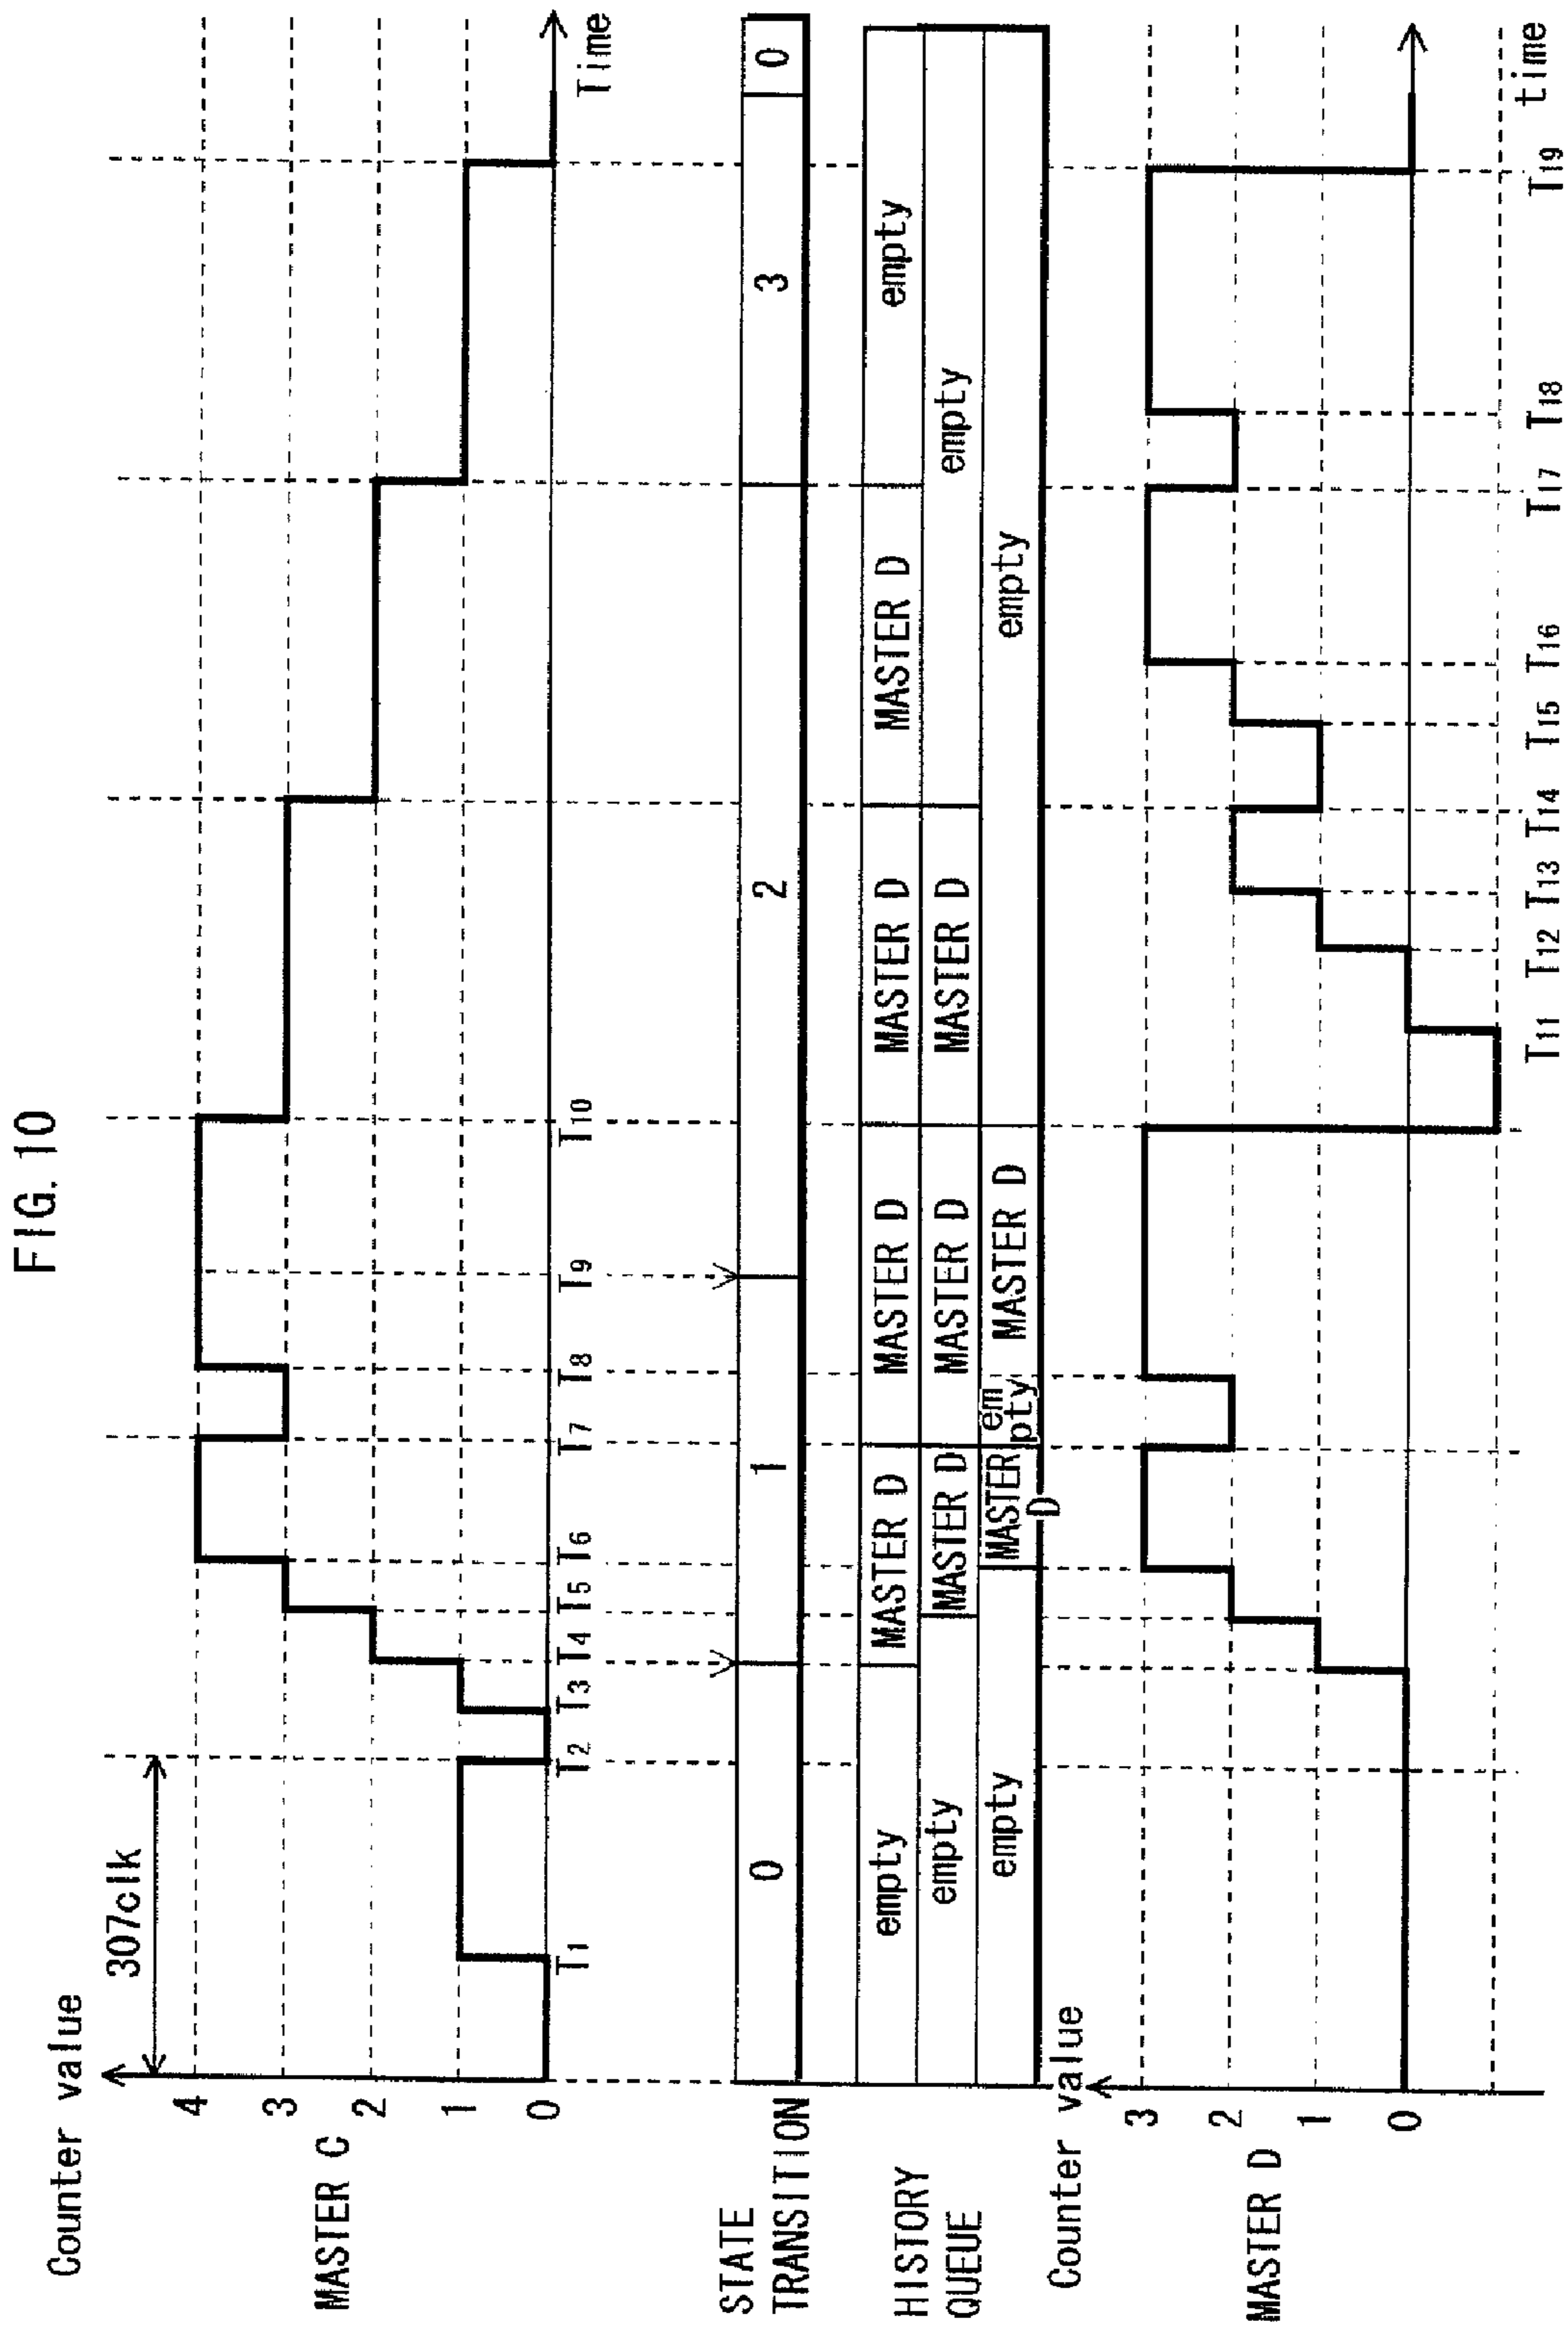 FIG. 10
Counter value
307clk
4
3
2
1
0
MASTER C
T1
T2
T3
T4
T5
T6
T7
T8
T9
T10
Time
STATE
TRANSITION
0
1
2
3
0
HISTORY
QUEUE
empty
MASTER D
MASTER D
MASTER D
MASTER D
empty
empty
MASTER D
MASTER D
MASTER D
empty
empty
MASTER
D
em
pty
MASTER D
empty
Counter value
3
2
1
0
MASTER D
T11
T12
T13
T14
T15
T16
T17
T18
T19
time